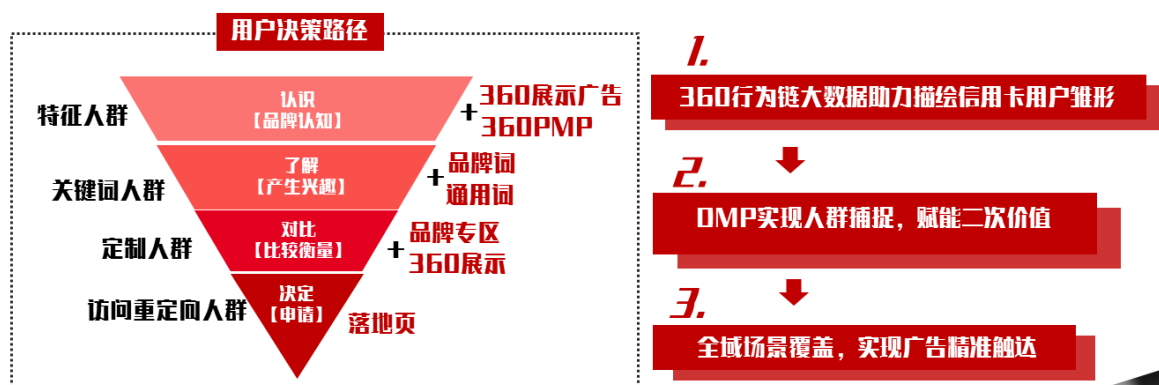 用户决策路径
特征人群
认识
【品牌认知】
+
360展示广告
360PMP
关键词人群
了解
【产生兴趣】
+
品牌词
通用词
定制人群
对比
【比较衡量】
+
品牌专区
360展示
访问重定向人群
决定
【申请】
落地页
1.
360行为链大数据助力描绘信用卡用户雏形
2.
DMP实现人群捕捉，赋能二次价值
3.
全域场景覆盖，实现广告精准触达